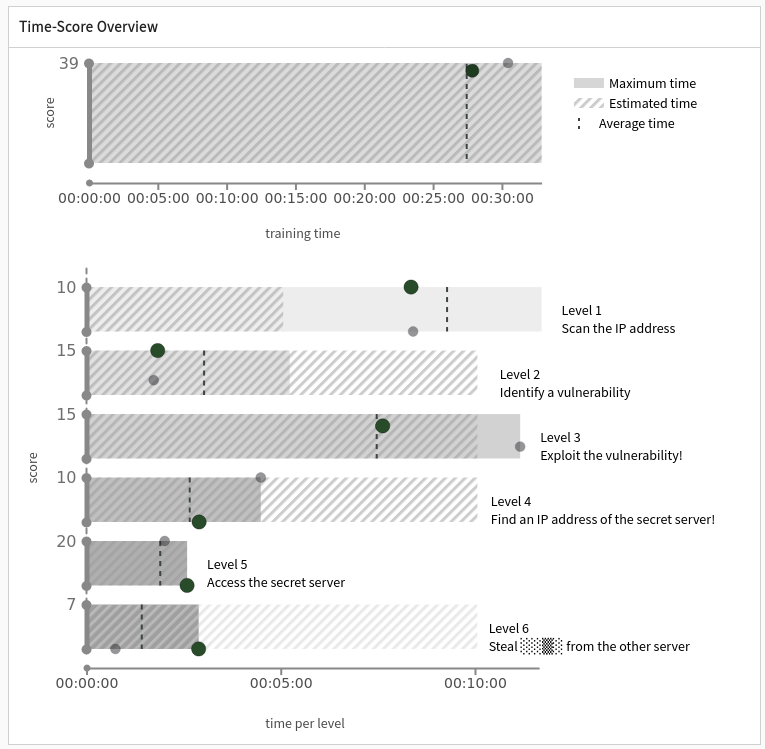 Time-Score Overview
39
score
Maximum time
Estimated time
Average time
00:00:00 00:05:00 00:10:00 00:15:00 00:20:00 00:25:00 00:30:00
training time
10
Level 1
Scan the IP address
15
Level 2
Identify a vulnerability
15
Level 3
Exploit the vulnerability!
score
10
Level 4
Find an IP address of the secret server!
20
Level 5
Access the secret server
7
Level 6
Steal from the other server
00:00:00 00:05:00 00:10:00
time per level